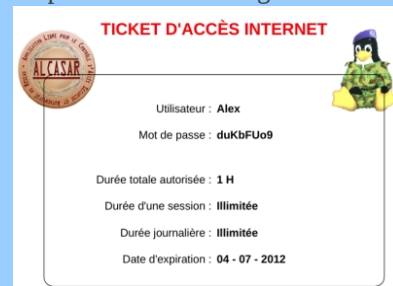 TICKET D'ACCÈS INTERNET
ALCASAR
Utilisateur : Alex
Mot de passe : duKbFUo9
Durée totale autorisée : 1 H
Durée d'une session : Illimitée
Durée journalière : Illimitée
Date d'expiration : 04 - 07 - 2012